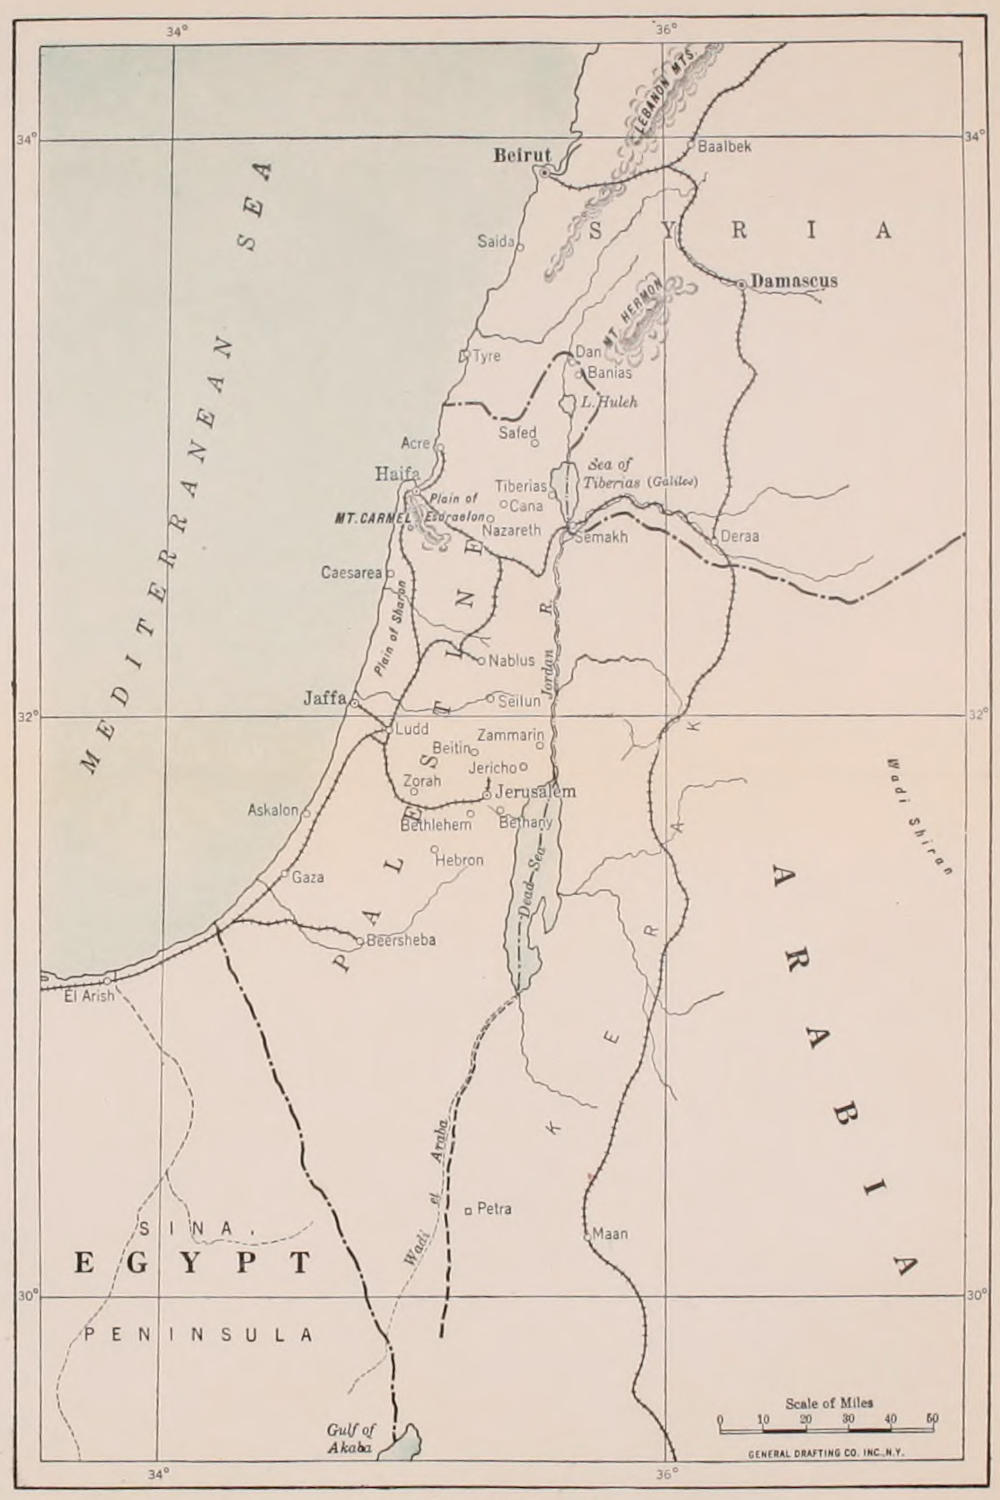 34°
36°
LEBANON MTS.
34°
34°
Baalbek
Beirut
MEDITERRANEAN SEA
SYRIA
Saida
Damascus
MT. HERMON
Tyre
Dan
Banias
L. Huleh
Safed
Acre
Sea of
Tiberias (Galilee)
Haifa
Tiberias
Plain of
Esdraelon
Cana
MT. CARMEL
Nazareth
Semakh
Deraa
Caesarea
Plain of Sharon
PALESTINE
Jordan R.
Nablus
Jaffa
Seilun
32°
32°
Ludd
Zammarin
Beitin
Jericho
Zorah
Jerusalem
Askalon
Bethlehem
Bethany
Wadi Shiran
Hebron
Dead Sea
Gaza
KERAK
ARABIA
Beersheba
El Arish
Wadi el Araba
Petra
Maan
SINAI
EGYPT
30°
30°
PENINSULA
Gulf of
Akaba
Scale of Miles
0 10 20 30 40 50
GENERAL DRAFTING CO. INC., N.Y.
34°
36°